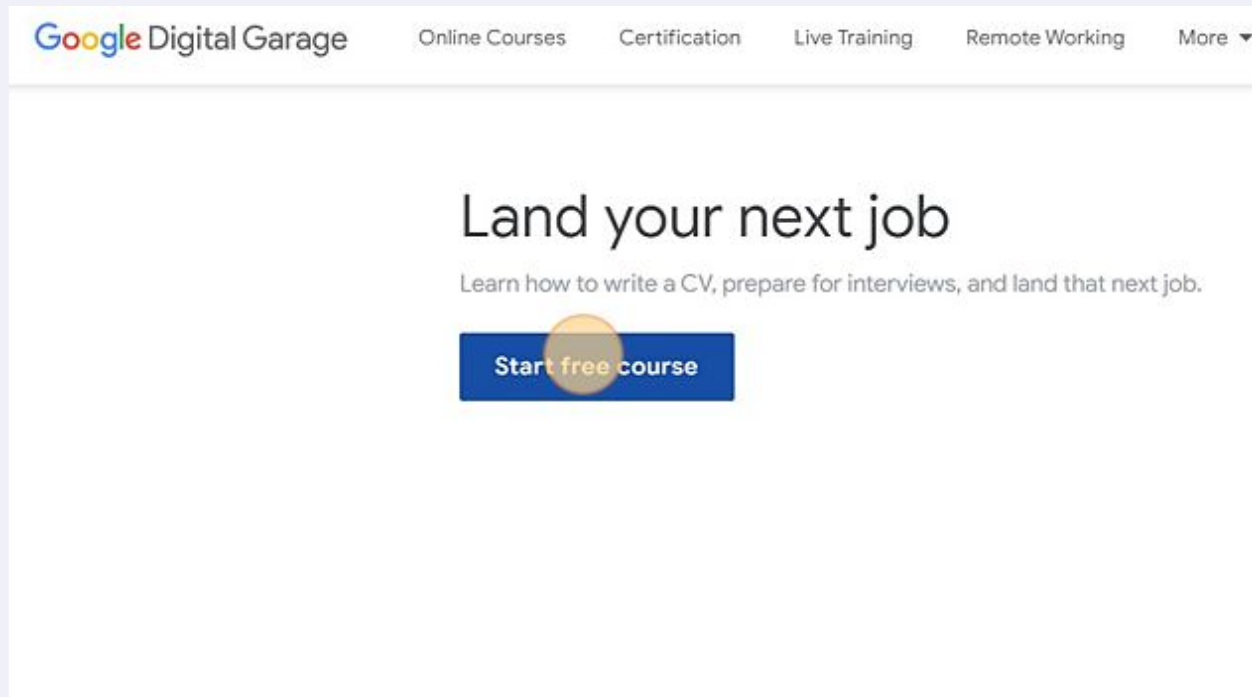 Google Digital Garage Online Courses Certification Live Training Remote Working More
Land your next job
Learn how to write a CV, prepare for interviews, and land that next job.
Start free course